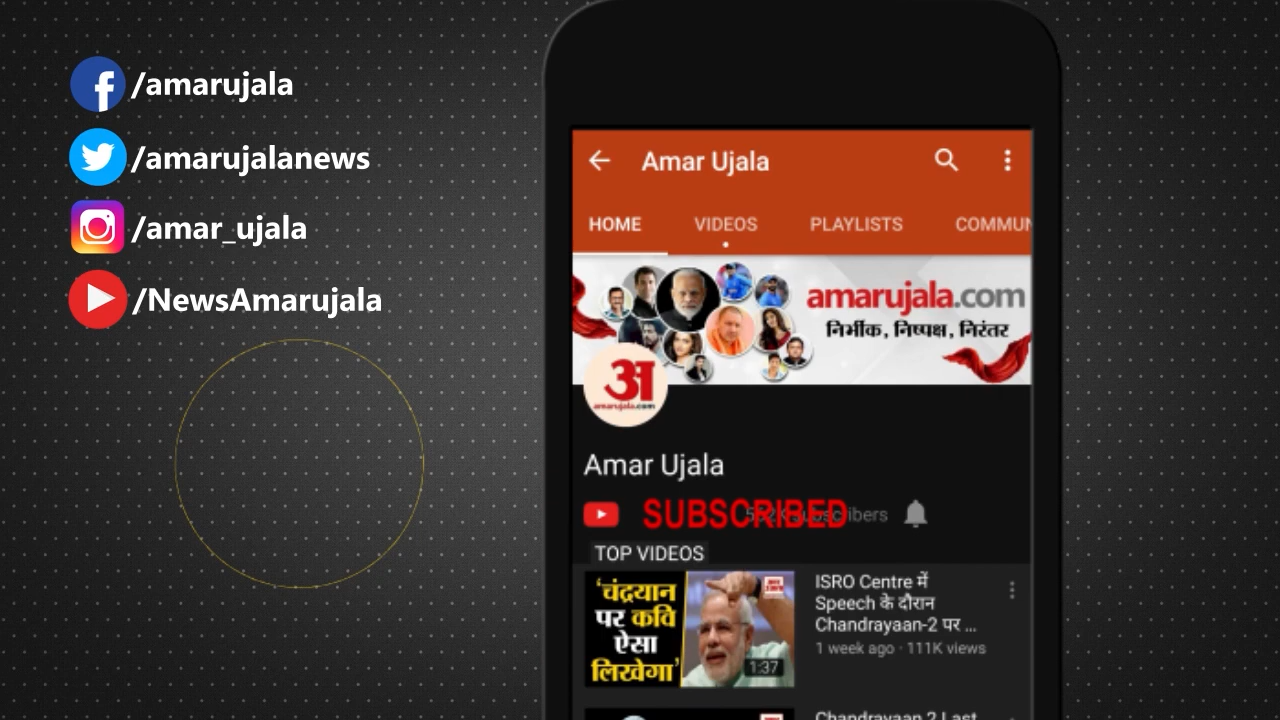 /amarujala
/amarujalanews
/amar_ujala
/NewsAmarujala
Amar Ujala
HOME VIDEOS PLAYLISTS COMMUN
amarujala.com
निर्भीक, निष्पक्ष, निरंतर
अ
amarujala.com
Amar Ujala
SUBSCRIBED
TOP VIDEOS
'चंद्रयान
पर कवि
ऐसा
लिखेगा'
1:37
ISRO Centre में
Speech के दौरान
Chandrayaan-2 पर ...
1 week ago · 111K views
Chandrayaan 2 Last